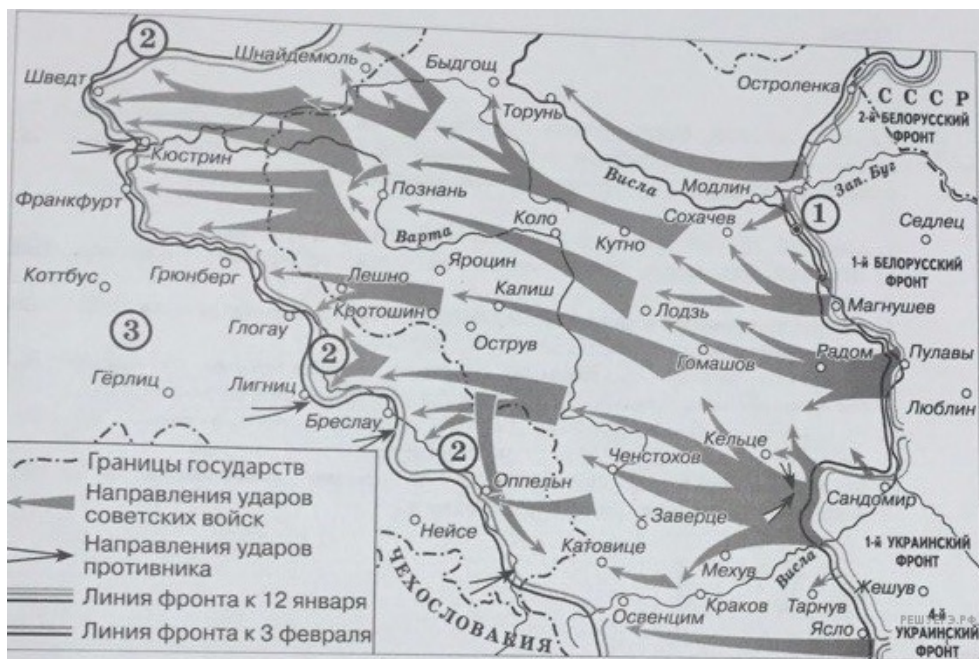 2
Шнайдемюль
Шведт
Быдгощ
Торунь
Остроленка
СССР
2-й БЕЛОРУССКИЙ
ФРОНТ
Кюстрин
Висла
Модлин
Зап. Буг
Познань
Франкфурт
Варта
Коло
Кутно
Сохачев
1
Седлец
1-й БЕЛОРУССКИЙ
ФРОНТ
Коттбус
Грюнберг
Лешно
Яроцин
Калиш
Кротошин
Лодзь
Магнушев
3
Глогау
2
Острув
Гомашов
Радом
Пулавы
Гёрлиц
Лигниц
Бреслау
Люблин
2
Оппельн
Ченстохов
Кельце
Сандомир
Нейсе
Заверце
Катовице
Мехув
Висла
1-й УКРАИНСКИЙ
ФРОНТ
ЧЕХОСЛОВАКИЯ
Освенцим
Краков
Тарнув
Жешув
Ясло
4-й
УКРАИНСКИЙ
ФРОНТ
РЕШУЕГЭ.РФ
Границы государств
Направления ударов
советских войск
Направления ударов
противника
Линия фронта к 12 января
Линия фронта к 3 февраля